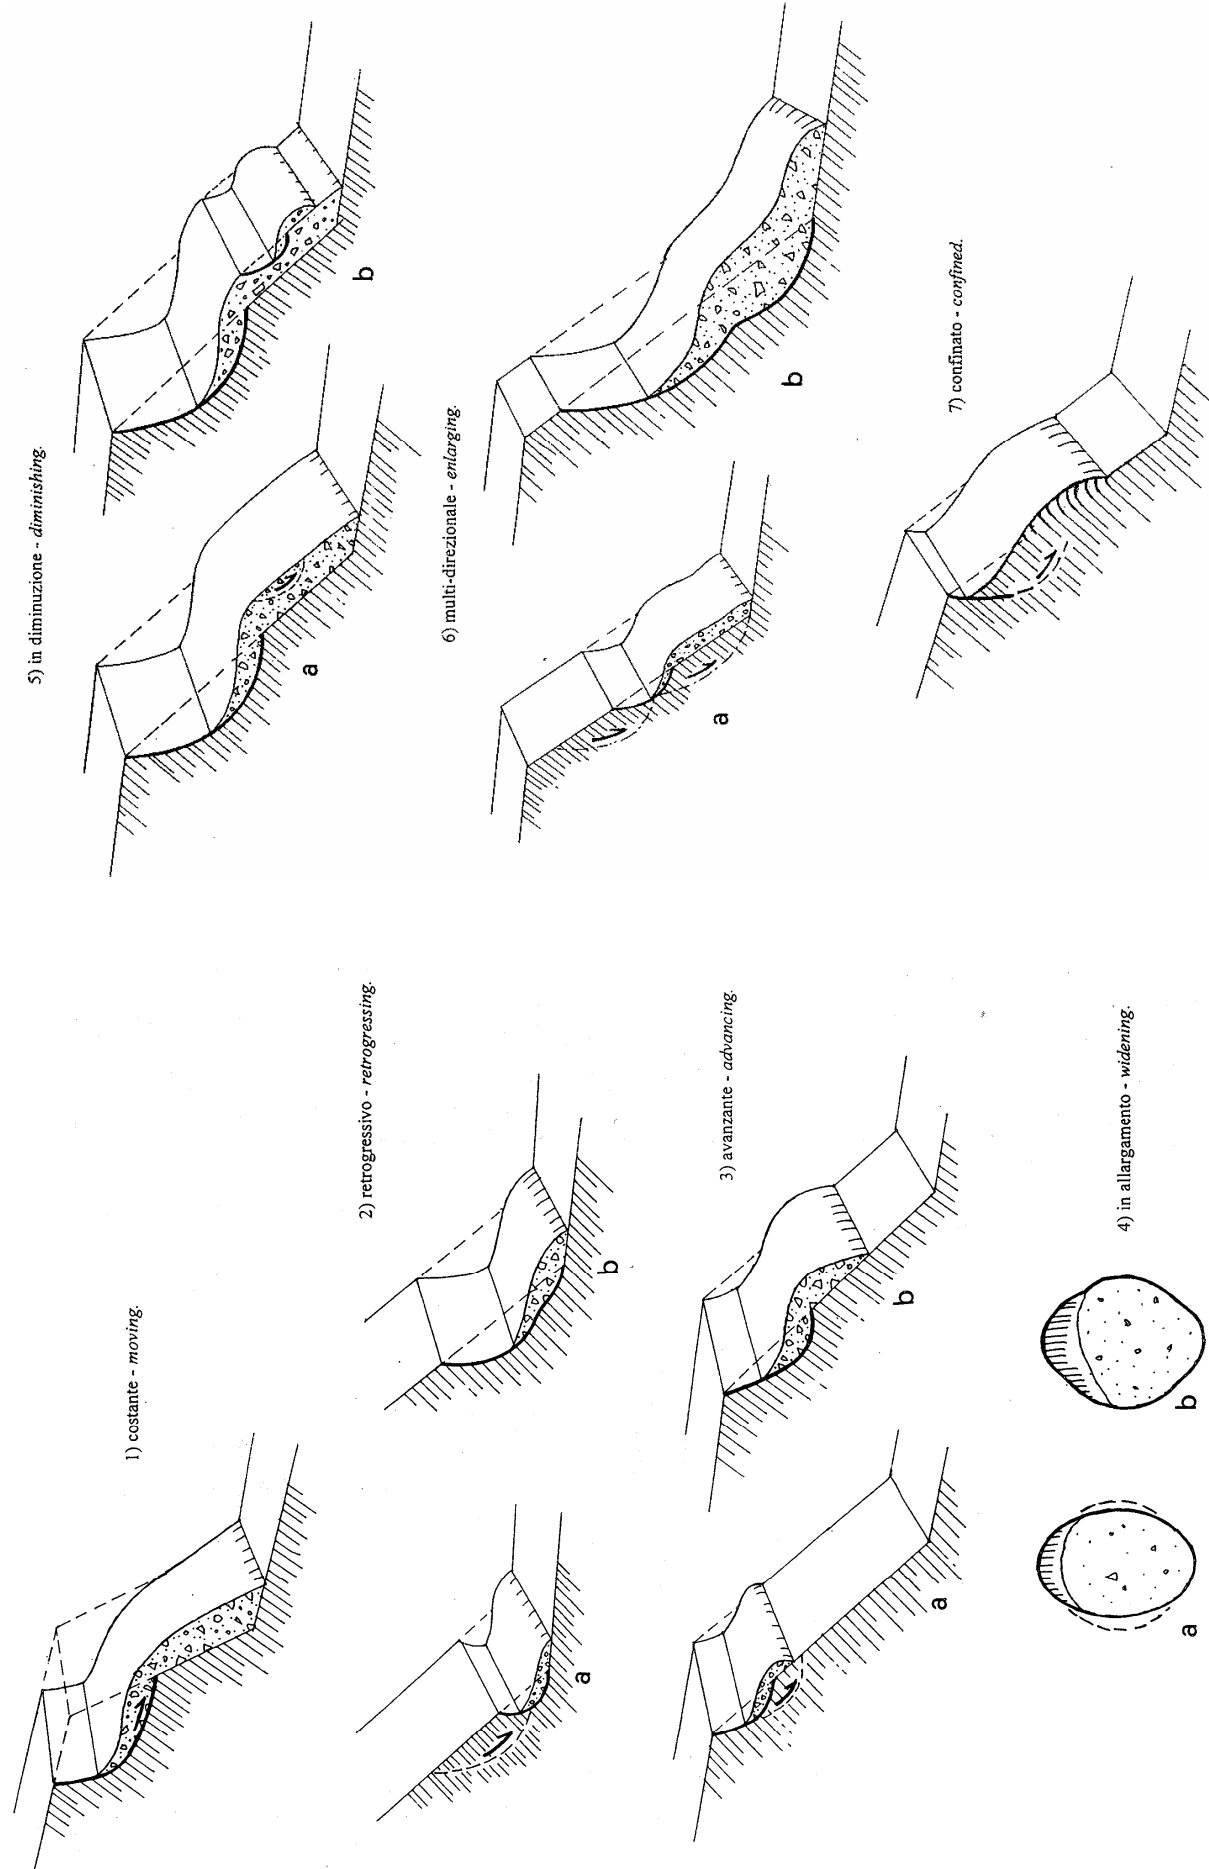 1) costante - moving.
2) retrogressivo - retrogressing.
a
b
3) avanzante - advancing.
a
b
4) in allargamento - widening.
a
b
5) in diminuzione - diminishing.
a
b
6) multi-direzionale - enlarging.
a
b
7) confinato - confined.